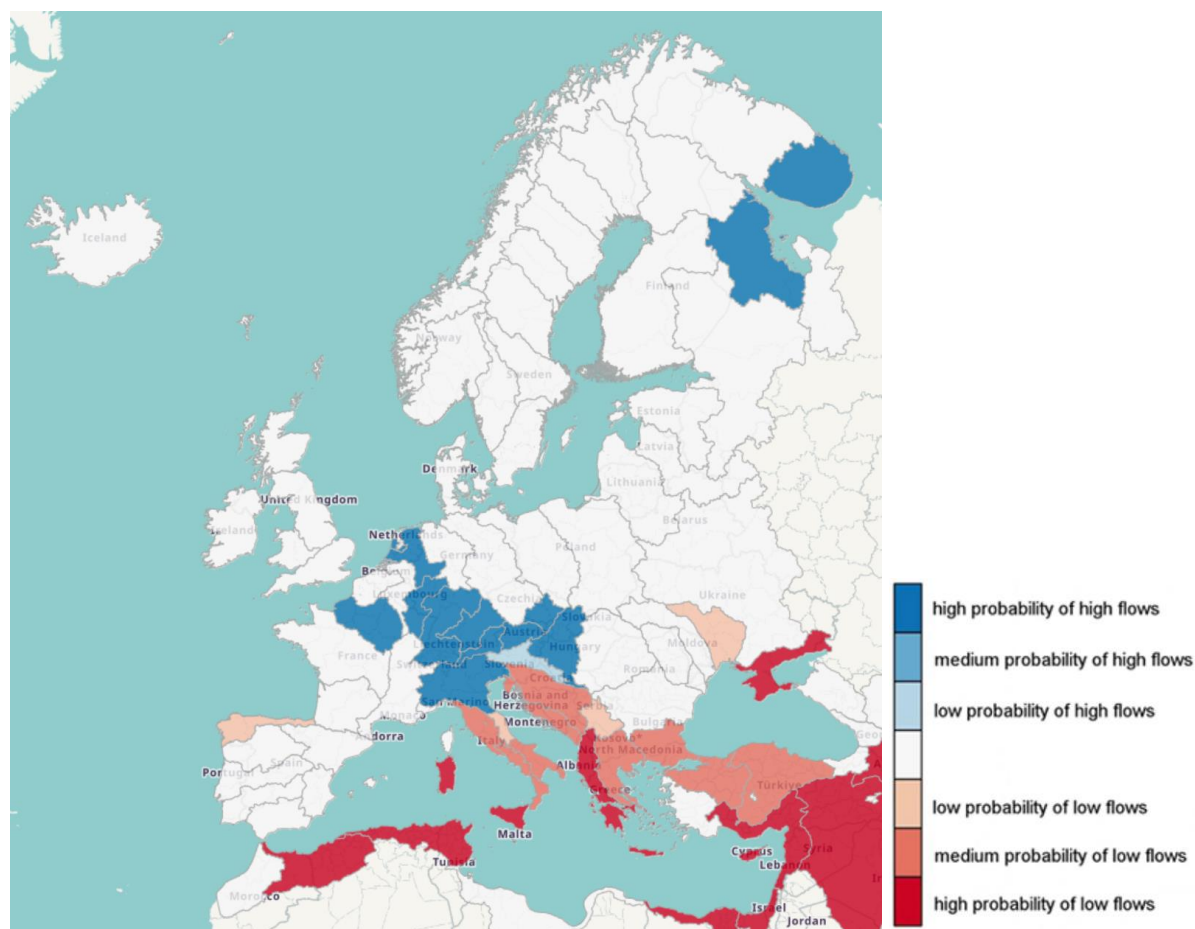 Iceland
Finland
Norway
Sweden
Estonia
Latvia
Denmark
Lithuania
United Kingdom
Ireland
Belarus
Netherlands
Germany
Poland
Belgium
Luxembourg
Czechia
Ukraine
Slovakia
Austria
Liechtenstein
Hungary
Moldova
France
Switzerland
Slovenia
Romania
Croatia
San Marino
Bosnia and
Herzegovina
Serbia
Monaco
Montenegro
Bulgaria
Andorra
Italy
Kosovo*
North Macedonia
Portugal
Spain
Albania
Türkiye
Greece
Malta
Tunisia
Cyprus
Syria
Lebanon
Morocco
Israel
Jordan
high probability of high flows
medium probability of high flows
low probability of high flows
low probability of low flows
medium probability of low flows
high probability of low flows